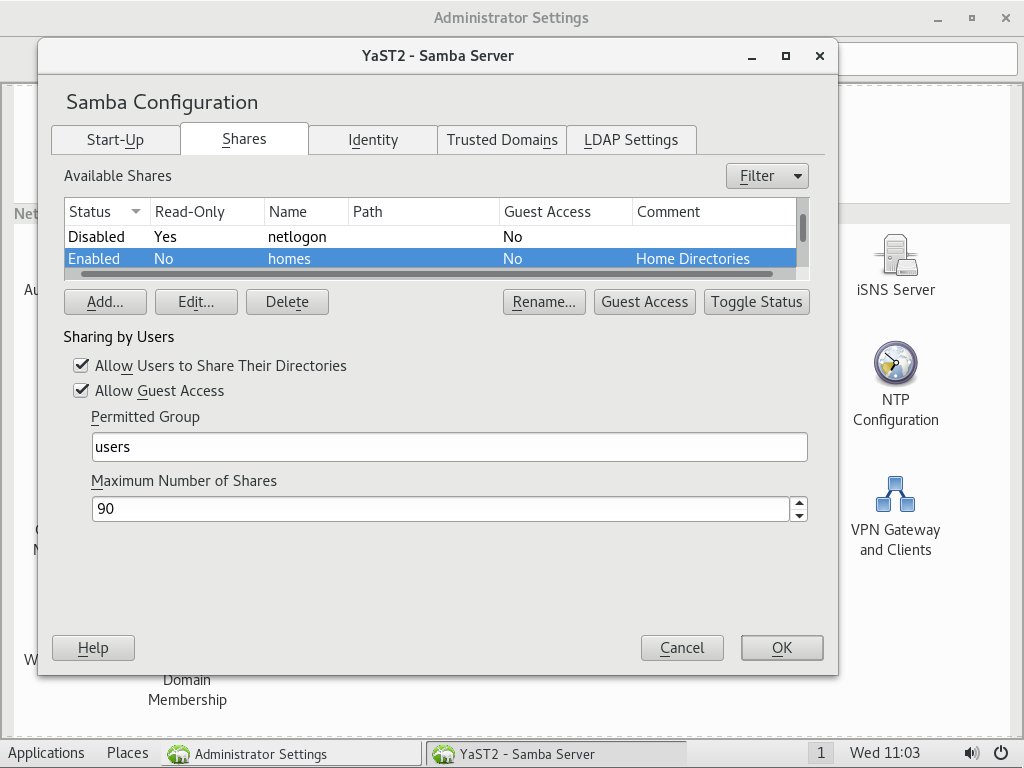 Administrator Settings
YaST2 - Samba Server
Samba Configuration
Start-Up
Shares
Identity
Trusted Domains
LDAP Settings
Available Shares
Filter
Status Read-Only Name Path Guest Access Comment
Disabled Yes netlogon No
Enabled No homes No Home Directories
Add...
Edit...
Delete
Rename...
Guest Access
Toggle Status
Sharing by Users
Allow Users to Share Their Directories
Allow Guest Access
Permitted Group
users
Maximum Number of Shares
90
Help
Cancel
OK
Net
Au
W
iSNS Server
NTP
Configuration
VPN Gateway
and Clients
Domain
Membership
Applications
Places
Administrator Settings
YaST2 - Samba Server
1
Wed 11:03